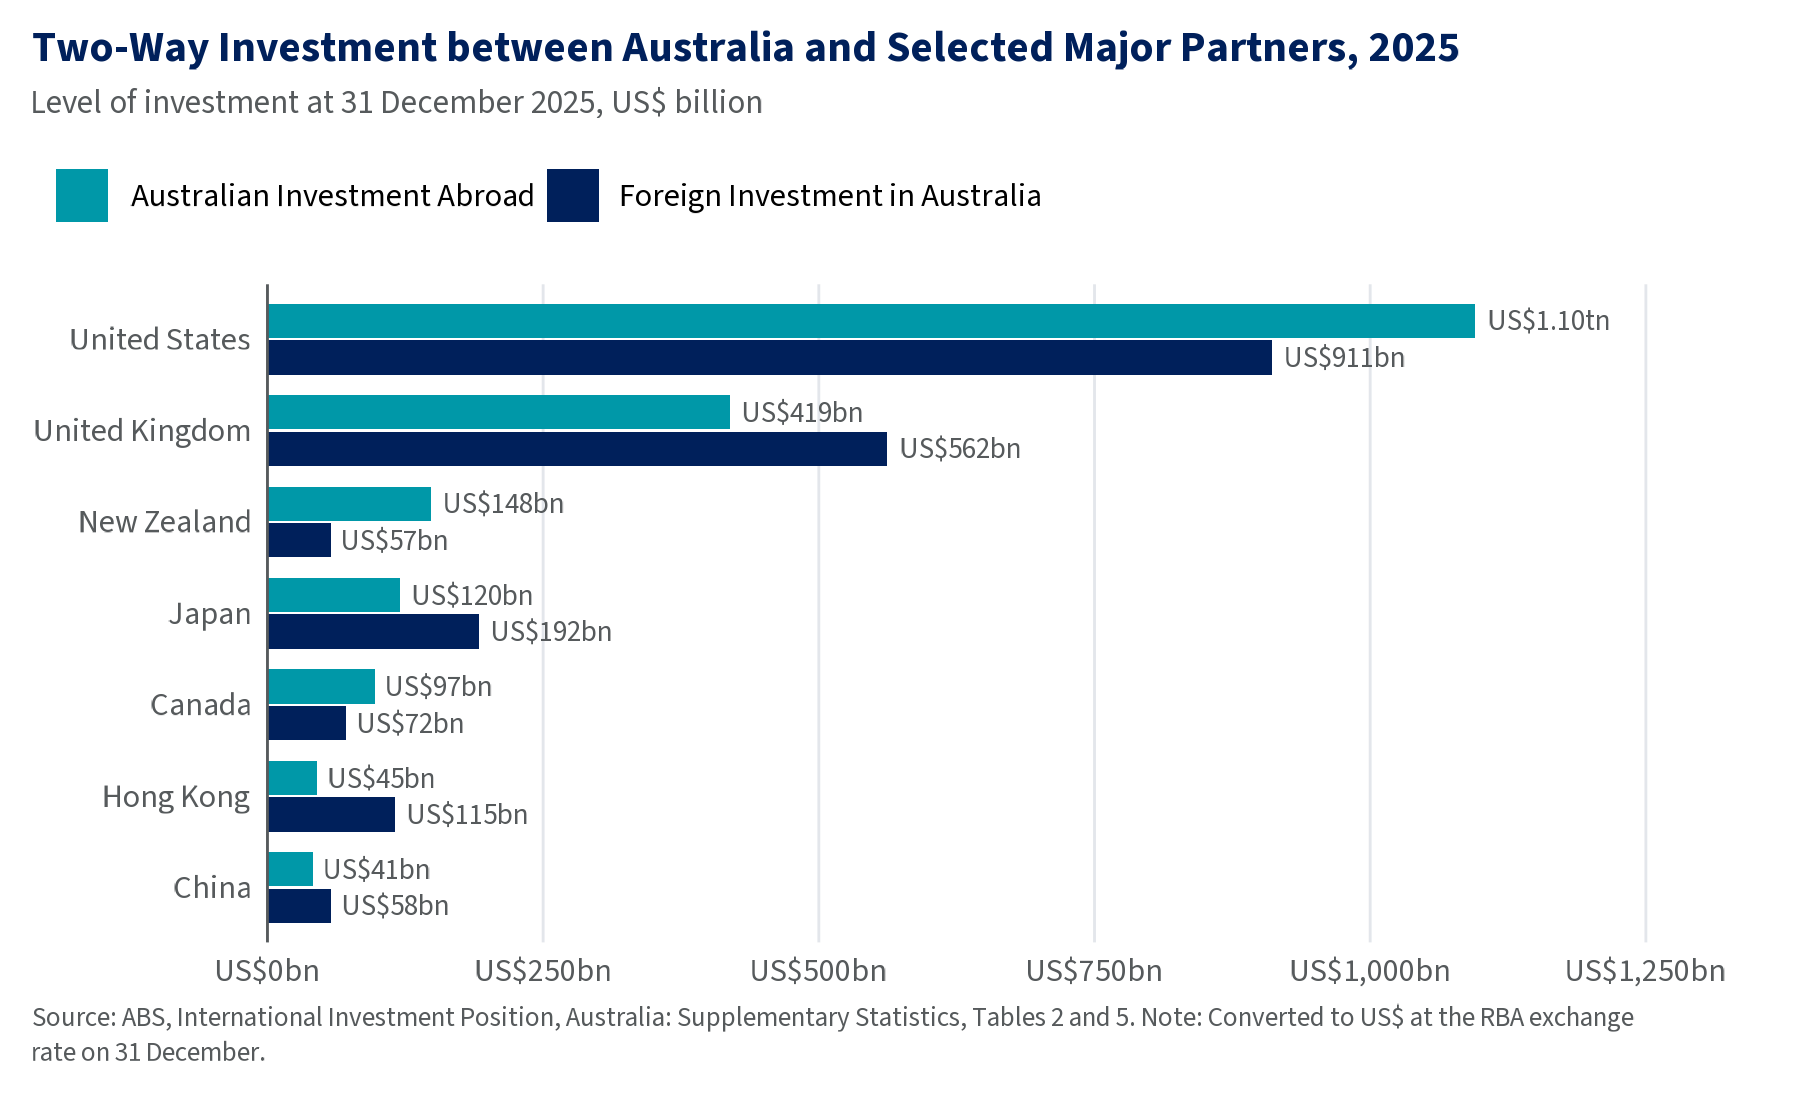 Two-Way Investment between Australia and Selected Major Partners, 2025
Level of investment at 31 December 2025, US$ billion
Australian Investment Abroad
Foreign Investment in Australia
United States
US$1.10tn
US$911bn
United Kingdom
US$419bn
US$562bn
New Zealand
US$148bn
US$57bn
Japan
US$120bn
US$192bn
Canada
US$97bn
US$72bn
Hong Kong
US$45bn
US$115bn
China
US$41bn
US$58bn
US$0bn
US$250bn
US$500bn
US$750bn
US$1,000bn
US$1,250bn
Source: ABS, International Investment Position, Australia: Supplementary Statistics, Tables 2 and 5. Note: Converted to US$ at the RBA exchange
rate on 31 December.